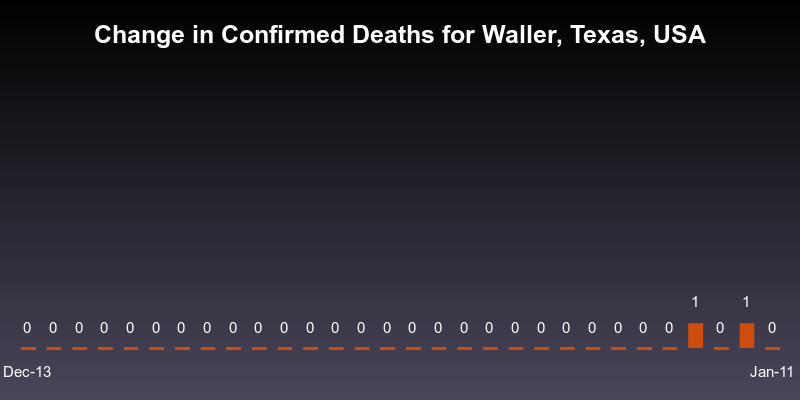 Change in Confirmed Deaths for Waller, Texas, USA
1 1
0 0 0 0 0 0 0 0 0 0 0 0 0 0 0 0 0 0 0 0 0 0 0 0 0 0 0 0
Dec-13 Jan-11